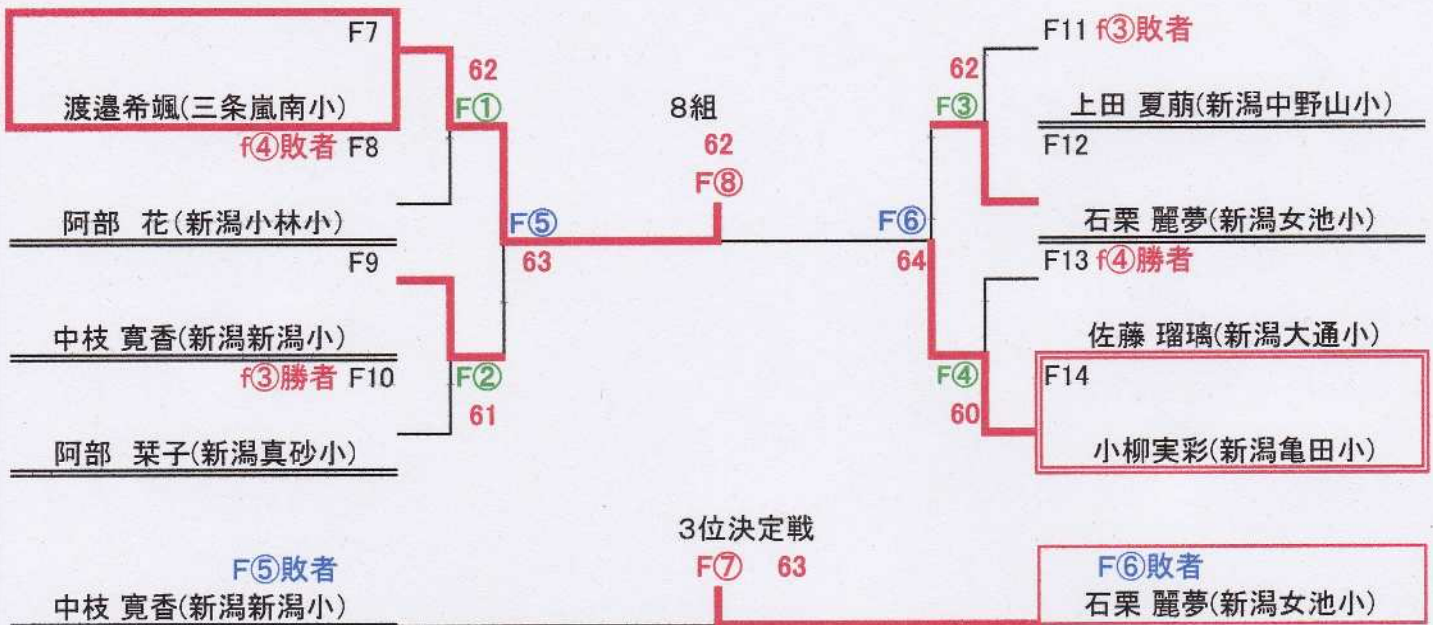 F7
渡邉希颯(三条嵐南小)
62
F①
f④敗者 F8
阿部 花(新潟小林小)
F⑤
63
F9
中枝 寛香(新潟新潟小)
f③勝者 F10
F②
61
阿部 栞子(新潟真砂小)
8組
62
F⑧
F11 f③敗者
62
F③
上田 夏萠(新潟中野山小)
F12
石栗 麗夢(新潟女池小)
F⑥
64
F13 f④勝者
佐藤 瑠璃(新潟大通小)
F④
60
F14
小柳実彩(新潟亀田小)
3位決定戦
F⑦ 63
F⑤敗者
中枝 寛香(新潟新潟小)
F⑥敗者
石栗 麗夢(新潟女池小)